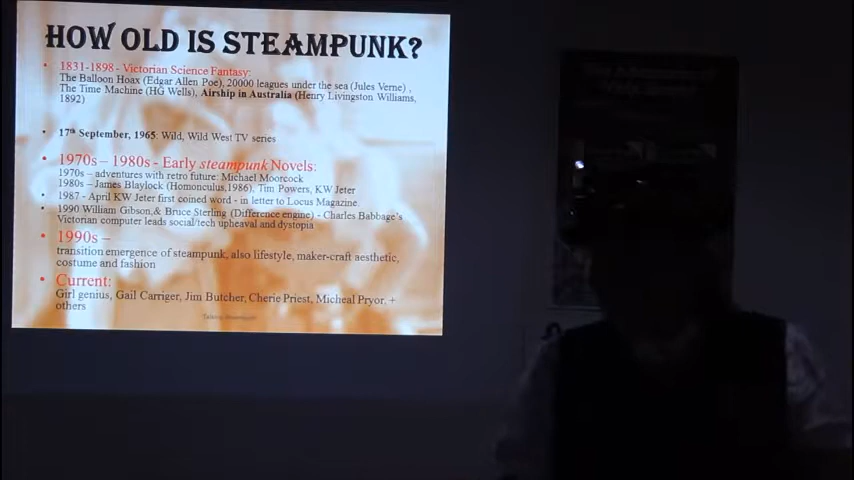 HOW OLD IS STEAMPUNK?
• 1831-1898 - Victorian Science Fantasy:
The Balloon Hoax (Edgar Allen Poe), 20000 leagues under the sea (Jules Verne) ,
The Time Machine (HG Wells), Airship in Australia (Henry Livingston Williams,
1892)
• 17th September, 1965: Wild, Wild West TV series
• 1970s – 1980s - Early steampunk Novels:
1970s – adventures with retro future: Michael Moorcock
1980s – James Blaylock (Homonculus,1986), Tim Powers, KW Jeter
• 1987 - April KW Jeter first coined word - in letter to Locus Magazine.
• 1990 William Gibson,& Bruce Sterling (Difference engine) - Charles Babbage's
Victorian computer leads social/tech upheaval and dystopia
• 1990s –
transition emergence of steampunk, also lifestyle, maker-craft aesthetic,
costume and fashion
• Current:
Girl genius, Gail Carriger, Jim Butcher, Cherie Priest, Micheal Pryor. +
others